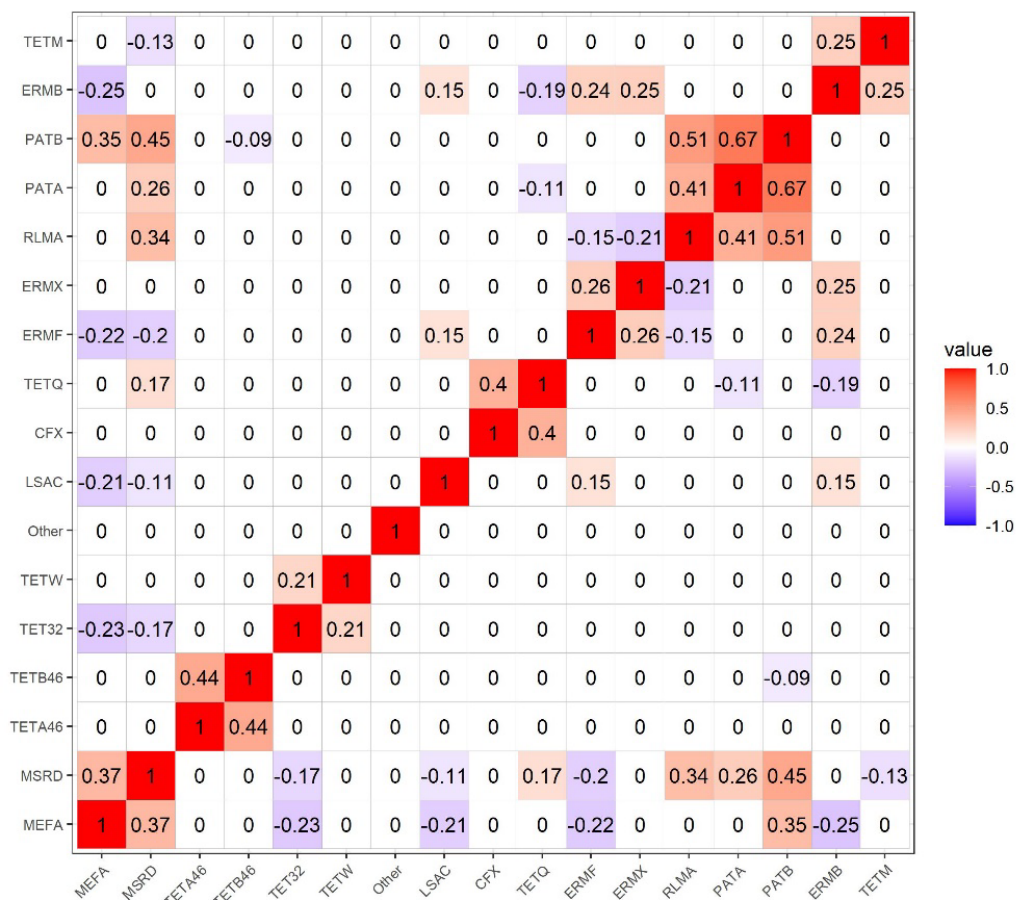 TETM 0 -0.13 0 0 0 0 0 0 0 0 0 0 0 0 0 0.25 1
ERMB -0.25 0 0 0 0 0 0 0.15 0 -0.19 0.24 0.25 0 0 0 1 0.25
PATB 0.35 0.45 0 -0.09 0 0 0 0 0 0 0 0 0.51 0.67 1 0 0
PATA 0 0.26 0 0 0 0 0 0 0 -0.11 0 0 0.41 1 0.67 0 0
RLMA 0 0.34 0 0 0 0 0 0 0 0 -0.15 -0.21 1 0.41 0.51 0 0
ERMX 0 0 0 0 0 0 0 0 0 0 0.26 1 -0.21 0 0 0.25 0
ERMF -0.22 -0.2 0 0 0 0 0 0.15 0 0 1 0.26 -0.15 0 0 0.24 0
TETQ 0 0.17 0 0 0 0 0 0 0.4 1 0 0 0 -0.11 0 -0.19 0
CFX 0 0 0 0 0 0 0 0 1 0.4 0 0 0 0 0 0 0
LSAC -0.21 -0.11 0 0 0 0 0 1 0 0 0.15 0 0 0 0 0.15 0
Other 0 0 0 0 0 0 1 0 0 0 0 0 0 0 0 0 0
TETW 0 0 0 0 0.21 1 0 0 0 0 0 0 0 0 0 0 0
TET32 -0.23 -0.17 0 0 1 0.21 0 0 0 0 0 0 0 0 0 0 0
TETB46 0 0 0.44 1 0 0 0 0 0 0 0 0 0 0 -0.09 0 0
TETA46 0 0 1 0.44 0 0 0 0 0 0 0 0 0 0 0 0 0
MSRD 0.37 1 0 0 -0.17 0 0 -0.11 0 0.17 -0.2 0 0.34 0.26 0.45 0 -0.13
MEFA 1 0.37 0 0 -0.23 0 0 -0.21 0 0 -0.22 0 0 0 0.35 -0.25 0
MEFA MSRD TETA46 TETB46 TET32 TETW Other LSAC CFX TETQ ERMF ERMX RLMA PATA PATB ERMB TETM
value
1.0
0.5
0.0
-0.5
-1.0